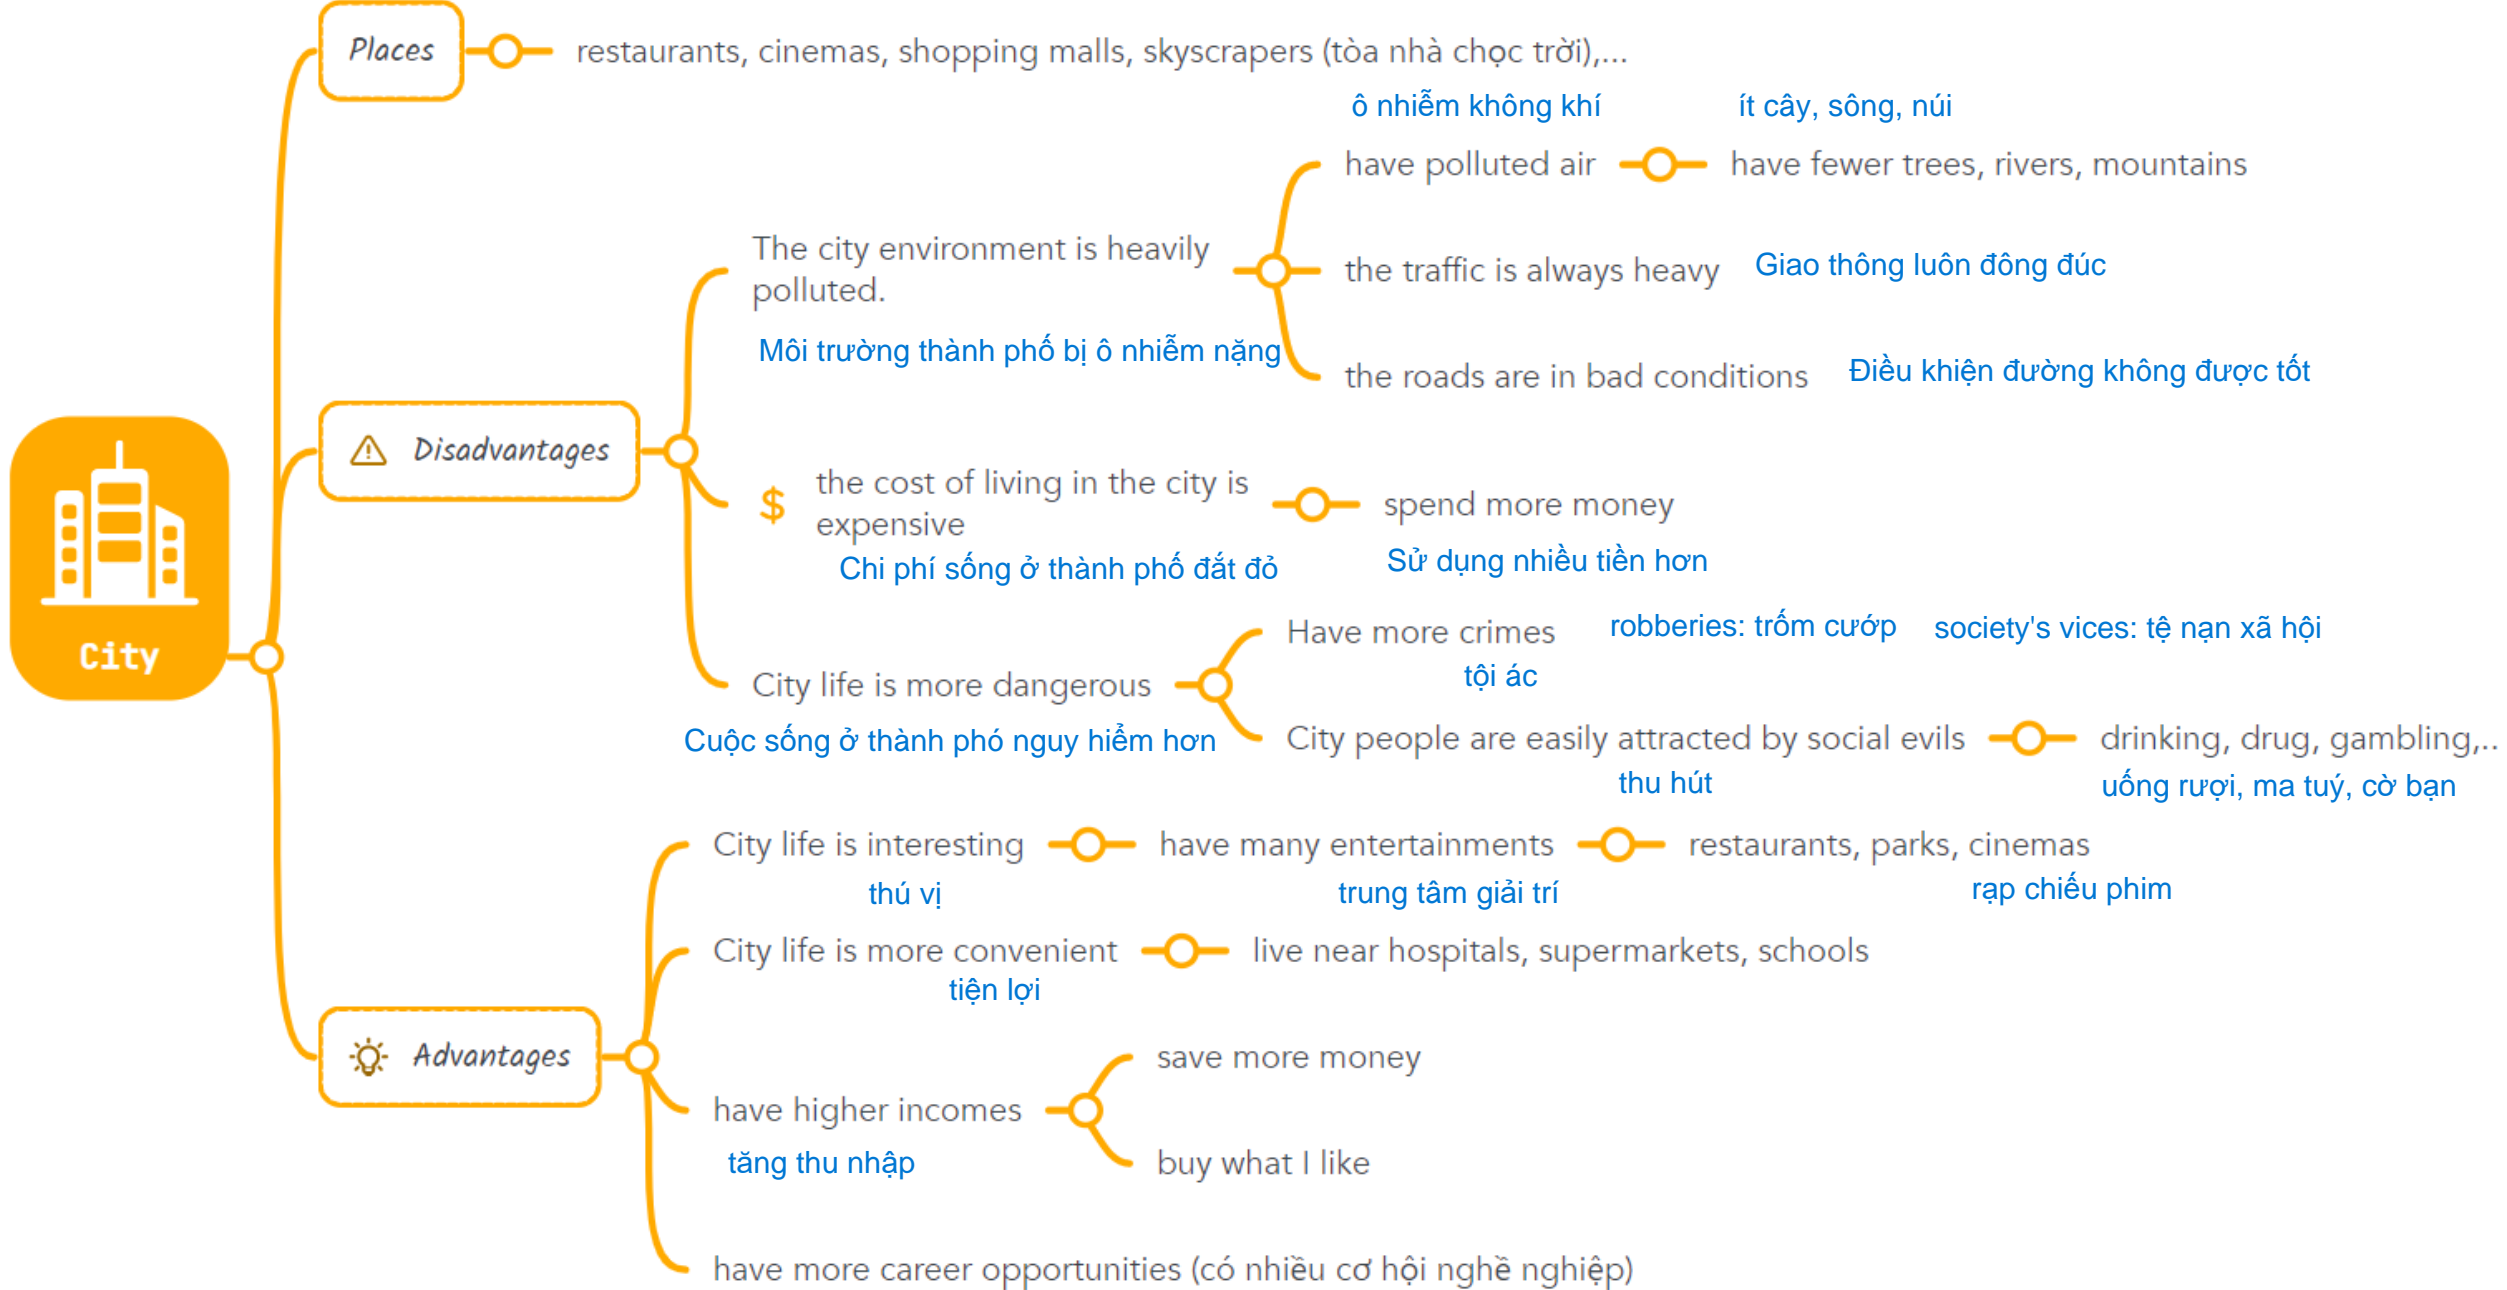 Places
restaurants, cinemas, shopping malls, skyscrapers (tòa nhà chọc trời),...
ô nhiễm không khí
ít cây, sông, núi
have polluted air
have fewer trees, rivers, mountains
The city environment is heavily
polluted.
the traffic is always heavy
Giao thông luôn đông đúc
Môi trường thành phố bị ô nhiễm nặng
the roads are in bad conditions
Điều khiện đường không được tốt
Disadvantages
$
the cost of living in the city is
expensive
spend more money
Chi phí sống ở thành phố đắt đỏ
Sử dụng nhiều tiền hơn
City
Have more crimes
robberies: trốm cướp
society's vices: tệ nạn xã hội
tội ác
City life is more dangerous
Cuộc sống ở thành phó nguy hiểm hơn
City people are easily attracted by social evils
drinking, drug, gambling,..
thu hút
uống rượi, ma tuý, cờ bạn
City life is interesting
have many entertainments
restaurants, parks, cinemas
thú vị
trung tâm giải trí
rạp chiếu phim
City life is more convenient
live near hospitals, supermarkets, schools
tiện lợi
Advantages
save more money
have higher incomes
tăng thu nhập
buy what I like
have more career opportunities (có nhiều cơ hội nghề nghiệp)